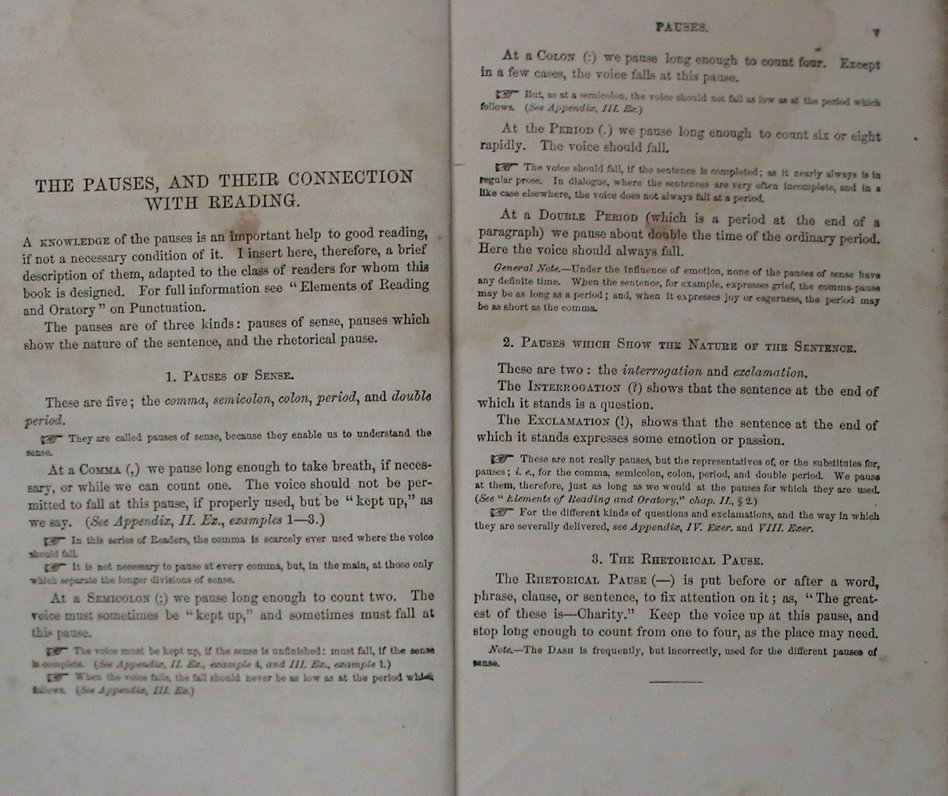 THE PAUSES, AND THEIR CONNECTION
WITH READING.
A KNOWLEDGE of the pauses is an important help to good reading,
if not a necessary condition of it. I insert here, therefore, a brief
description of them, adapted to the class of readers for whom this
book is designed. For full information see "Elements of Reading
and Oratory" on Punctuation.
The pauses are of three kinds: pauses of sense, pauses which
show the nature of the sentence, and the rhetorical pause.
1. PAUSES OF SENSE.
These are five; the comma, semicolon, colon, period, and double
period.
☞ They are called pauses of sense, because they enable us to understand the
sense.
At a COMMA (,) we pause long enough to take breath, if neces-
sary, or while we can count one. The voice should not be per-
mitted to fall at this pause, if properly used, but be "kept up," as
we say. (See Appendix, II. Ex., examples 1—3.)
☞ In this series of Readers, the comma is scarcely ever used where the voice
should fall.
☞ It is not necessary to pause at every comma, but, in the main, at those only
which separate the longer divisions of sense.
At a SEMICOLON (;) we pause long enough to count two. The
voice must sometimes be "kept up," and sometimes must fall at
this pause.
☞ The voice must be kept up, if the sense is unfinished: must fall, if the sense
is complete. (See Appendix, II. Ex., example 4, and III. Ex., example 1.)
☞ When the voice falls, the fall should never be as low as at the period which
follows. (See Appendix, III. Ex.)
PAUSES. V
At a COLON (:) we pause long enough to count four. Except
in a few cases, the voice falls at this pause.
☞ But, as at a semicolon, the voice should not fall as low as at the period which
follows. (See Appendix, III. Ex.)
At the PERIOD (.) we pause long enough to count six or eight
rapidly. The voice should fall.
☞ The voice should fall, if the sentence is completed; as it nearly always is in
regular prose. In dialogue, where the sentences are very often incomplete, and in a
like case elsewhere, the voice does not always fall at a period.
At a DOUBLE PERIOD (which is a period at the end of a
paragraph) we pause about double the time of the ordinary period.
Here the voice should always fall.
General Note.—Under the influence of emotion, none of the pauses of sense have
any definite time. When the sentence, for example, expresses grief, the comma-pause
may be as long as a period; and, when it expresses joy or eagerness, the period may
be as short as the comma.
2. PAUSES WHICH SHOW THE NATURE OF THE SENTENCE.
These are two: the interrogation and exclamation.
The INTERROGATION (?) shows that the sentence at the end of
which it stands is a question.
The EXCLAMATION (!), shows that the sentence at the end of
which it stands expresses some emotion or passion.
☞ These are not really pauses, but the representatives of, or the substitutes for,
pauses; i. e., for the comma, semicolon, colon, period, and double period. We pause
at them, therefore, just as long as we would at the pauses for which they are used.
(See "Elements of Reading and Oratory," chap. II., § 2.)
☞ For the different kinds of questions and exclamations, and the way in which
they are severally delivered, see Appendix, IV. Exer. and VIII. Exer.
3. THE RHETORICAL PAUSE.
The RHETORICAL PAUSE (—) is put before or after a word,
phrase, clause, or sentence, to fix attention on it; as, "The great-
est of these is—Charity." Keep the voice up at this pause, and
stop long enough to count from one to four, as the place may need.
Note.—The DASH is frequently, but incorrectly, used for the different pauses of
sense.